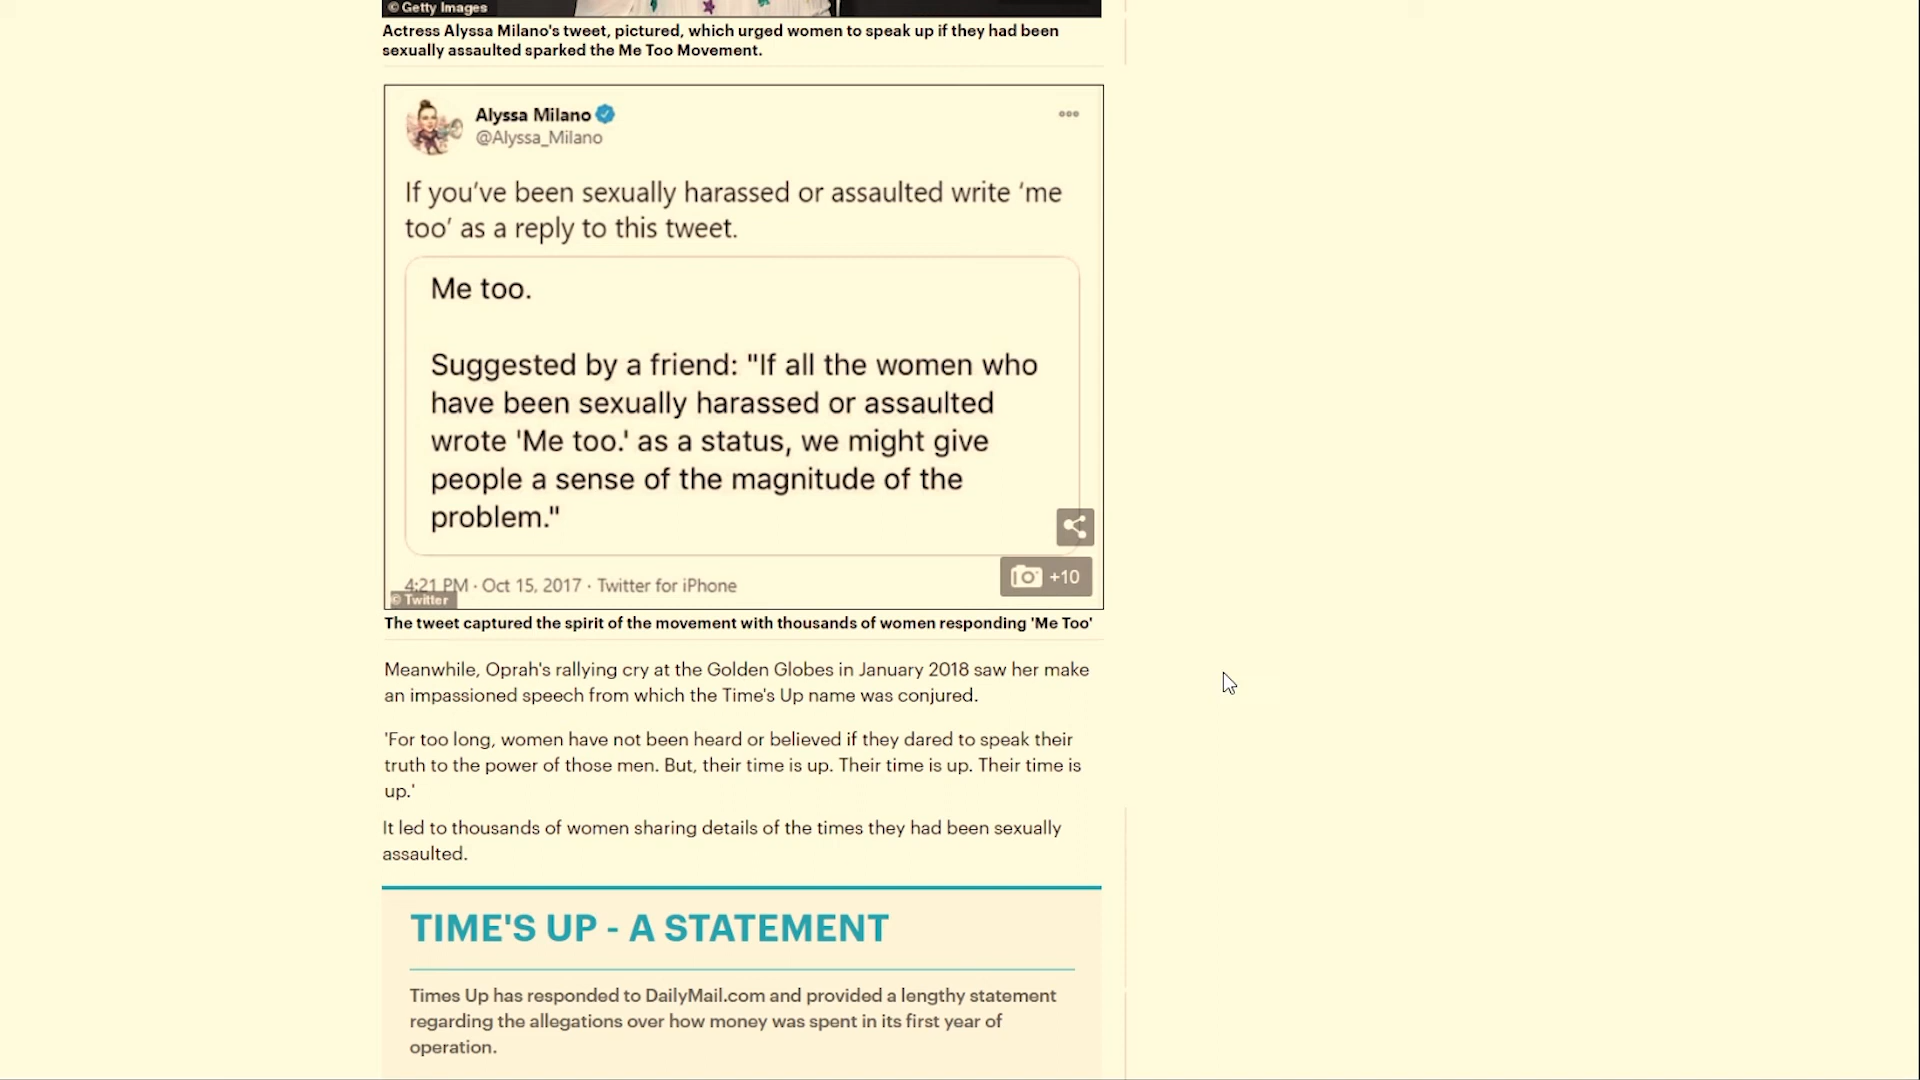 © Getty Images
Actress Alyssa Milano's tweet, pictured, which urged women to speak up if they had been
sexually assaulted sparked the Me Too Movement.
Alyssa Milano
@Alyssa_Milano
If you've been sexually harassed or assaulted write ‘me
too’ as a reply to this tweet.
Me too.
Suggested by a friend: "If all the women who
have been sexually harassed or assaulted
wrote 'Me too.' as a status, we might give
people a sense of the magnitude of the
problem."
+10
4:21 PM · Oct 15, 2017 · Twitter for iPhone
© Twitter
The tweet captured the spirit of the movement with thousands of women responding 'Me Too'
Meanwhile, Oprah's rallying cry at the Golden Globes in January 2018 saw her make
an impassioned speech from which the Time's Up name was conjured.
'For too long, women have not been heard or believed if they dared to speak their
truth to the power of those men. But, their time is up. Their time is up. Their time is
up.'
It led to thousands of women sharing details of the times they had been sexually
assaulted.
TIME'S UP - A STATEMENT
Times Up has responded to DailyMail.com and provided a lengthy statement
regarding the allegations over how money was spent in its first year of
operation.